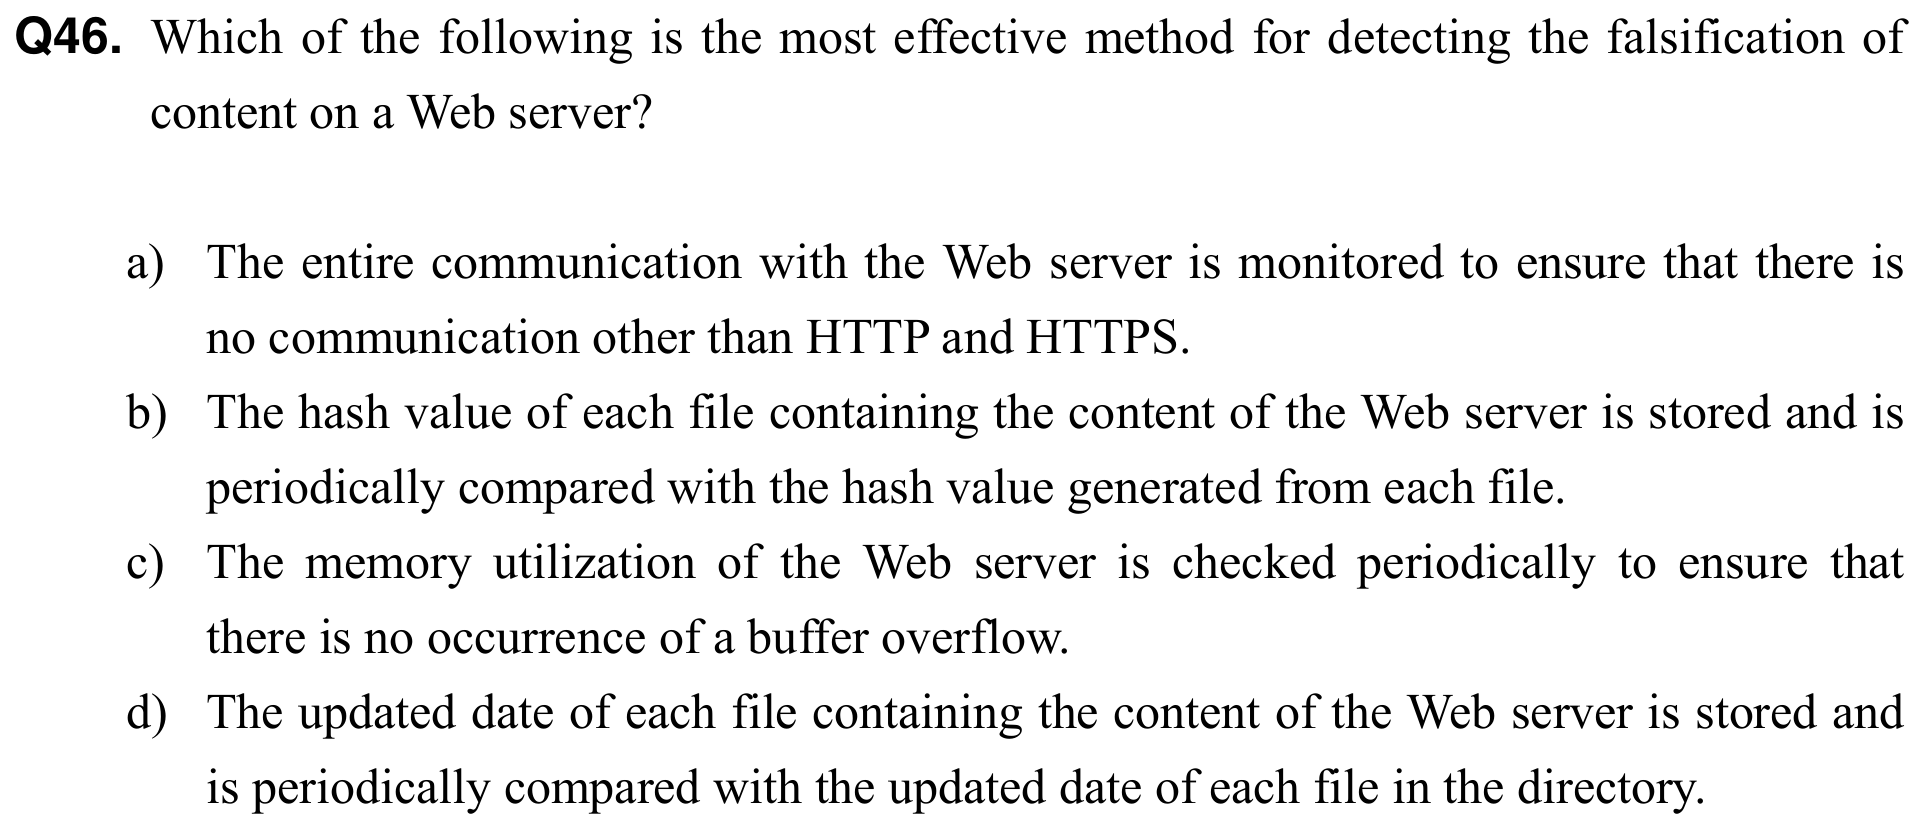 Q46. Which of the following is the most effective method for detecting the falsification of
content on a Web server?
a) The entire communication with the Web server is monitored to ensure that there is
no communication other than HTTP and HTTPS.
b) The hash value of each file containing the content of the Web server is stored and is
periodically compared with the hash value generated from each file.
c) The memory utilization of the Web server is checked periodically to ensure that
there is no occurrence of a buffer overflow.
d) The updated date of each file containing the content of the Web server is stored and
is periodically compared with the updated date of each file in the directory.